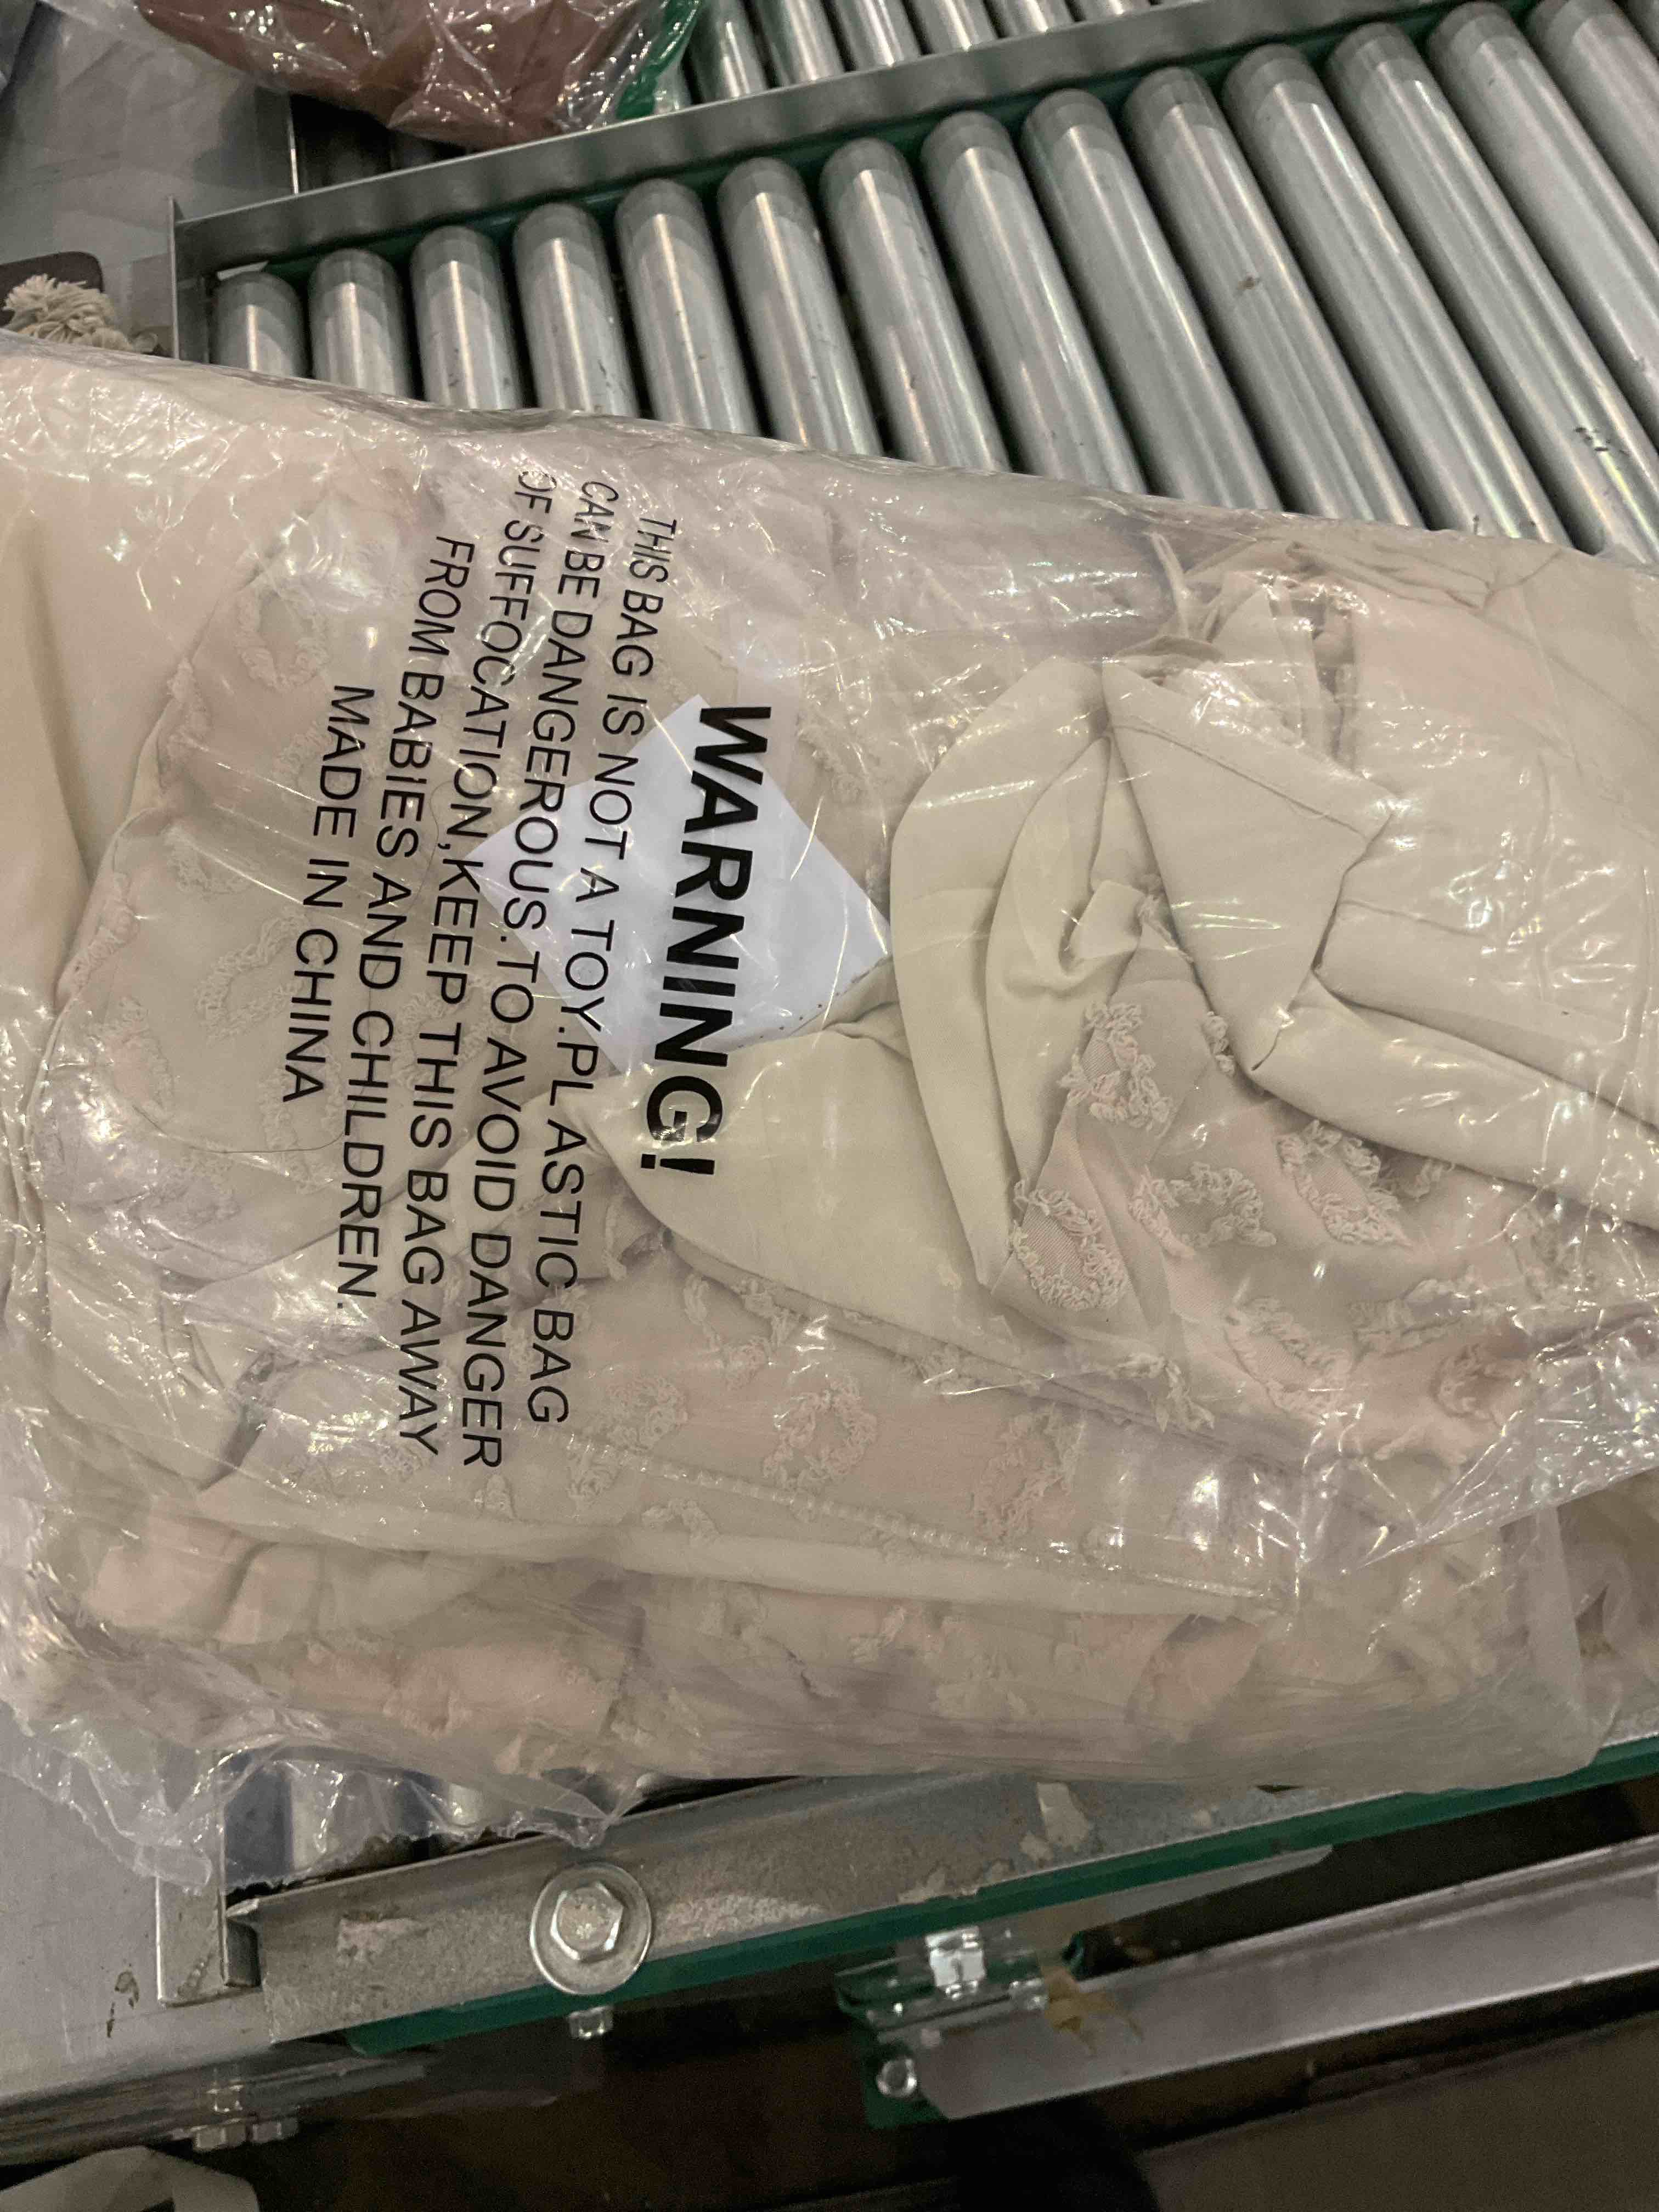 WARNING!
THIS BAG IS NOT A TOY.PLASTIC BAG
CAN BE DANGEROUS.TO AVOID DANGER
OF SUFFOCATION,KEEP THIS BAG AWAY
FROM BABIES AND CHILDREN.
MADE IN CHINA